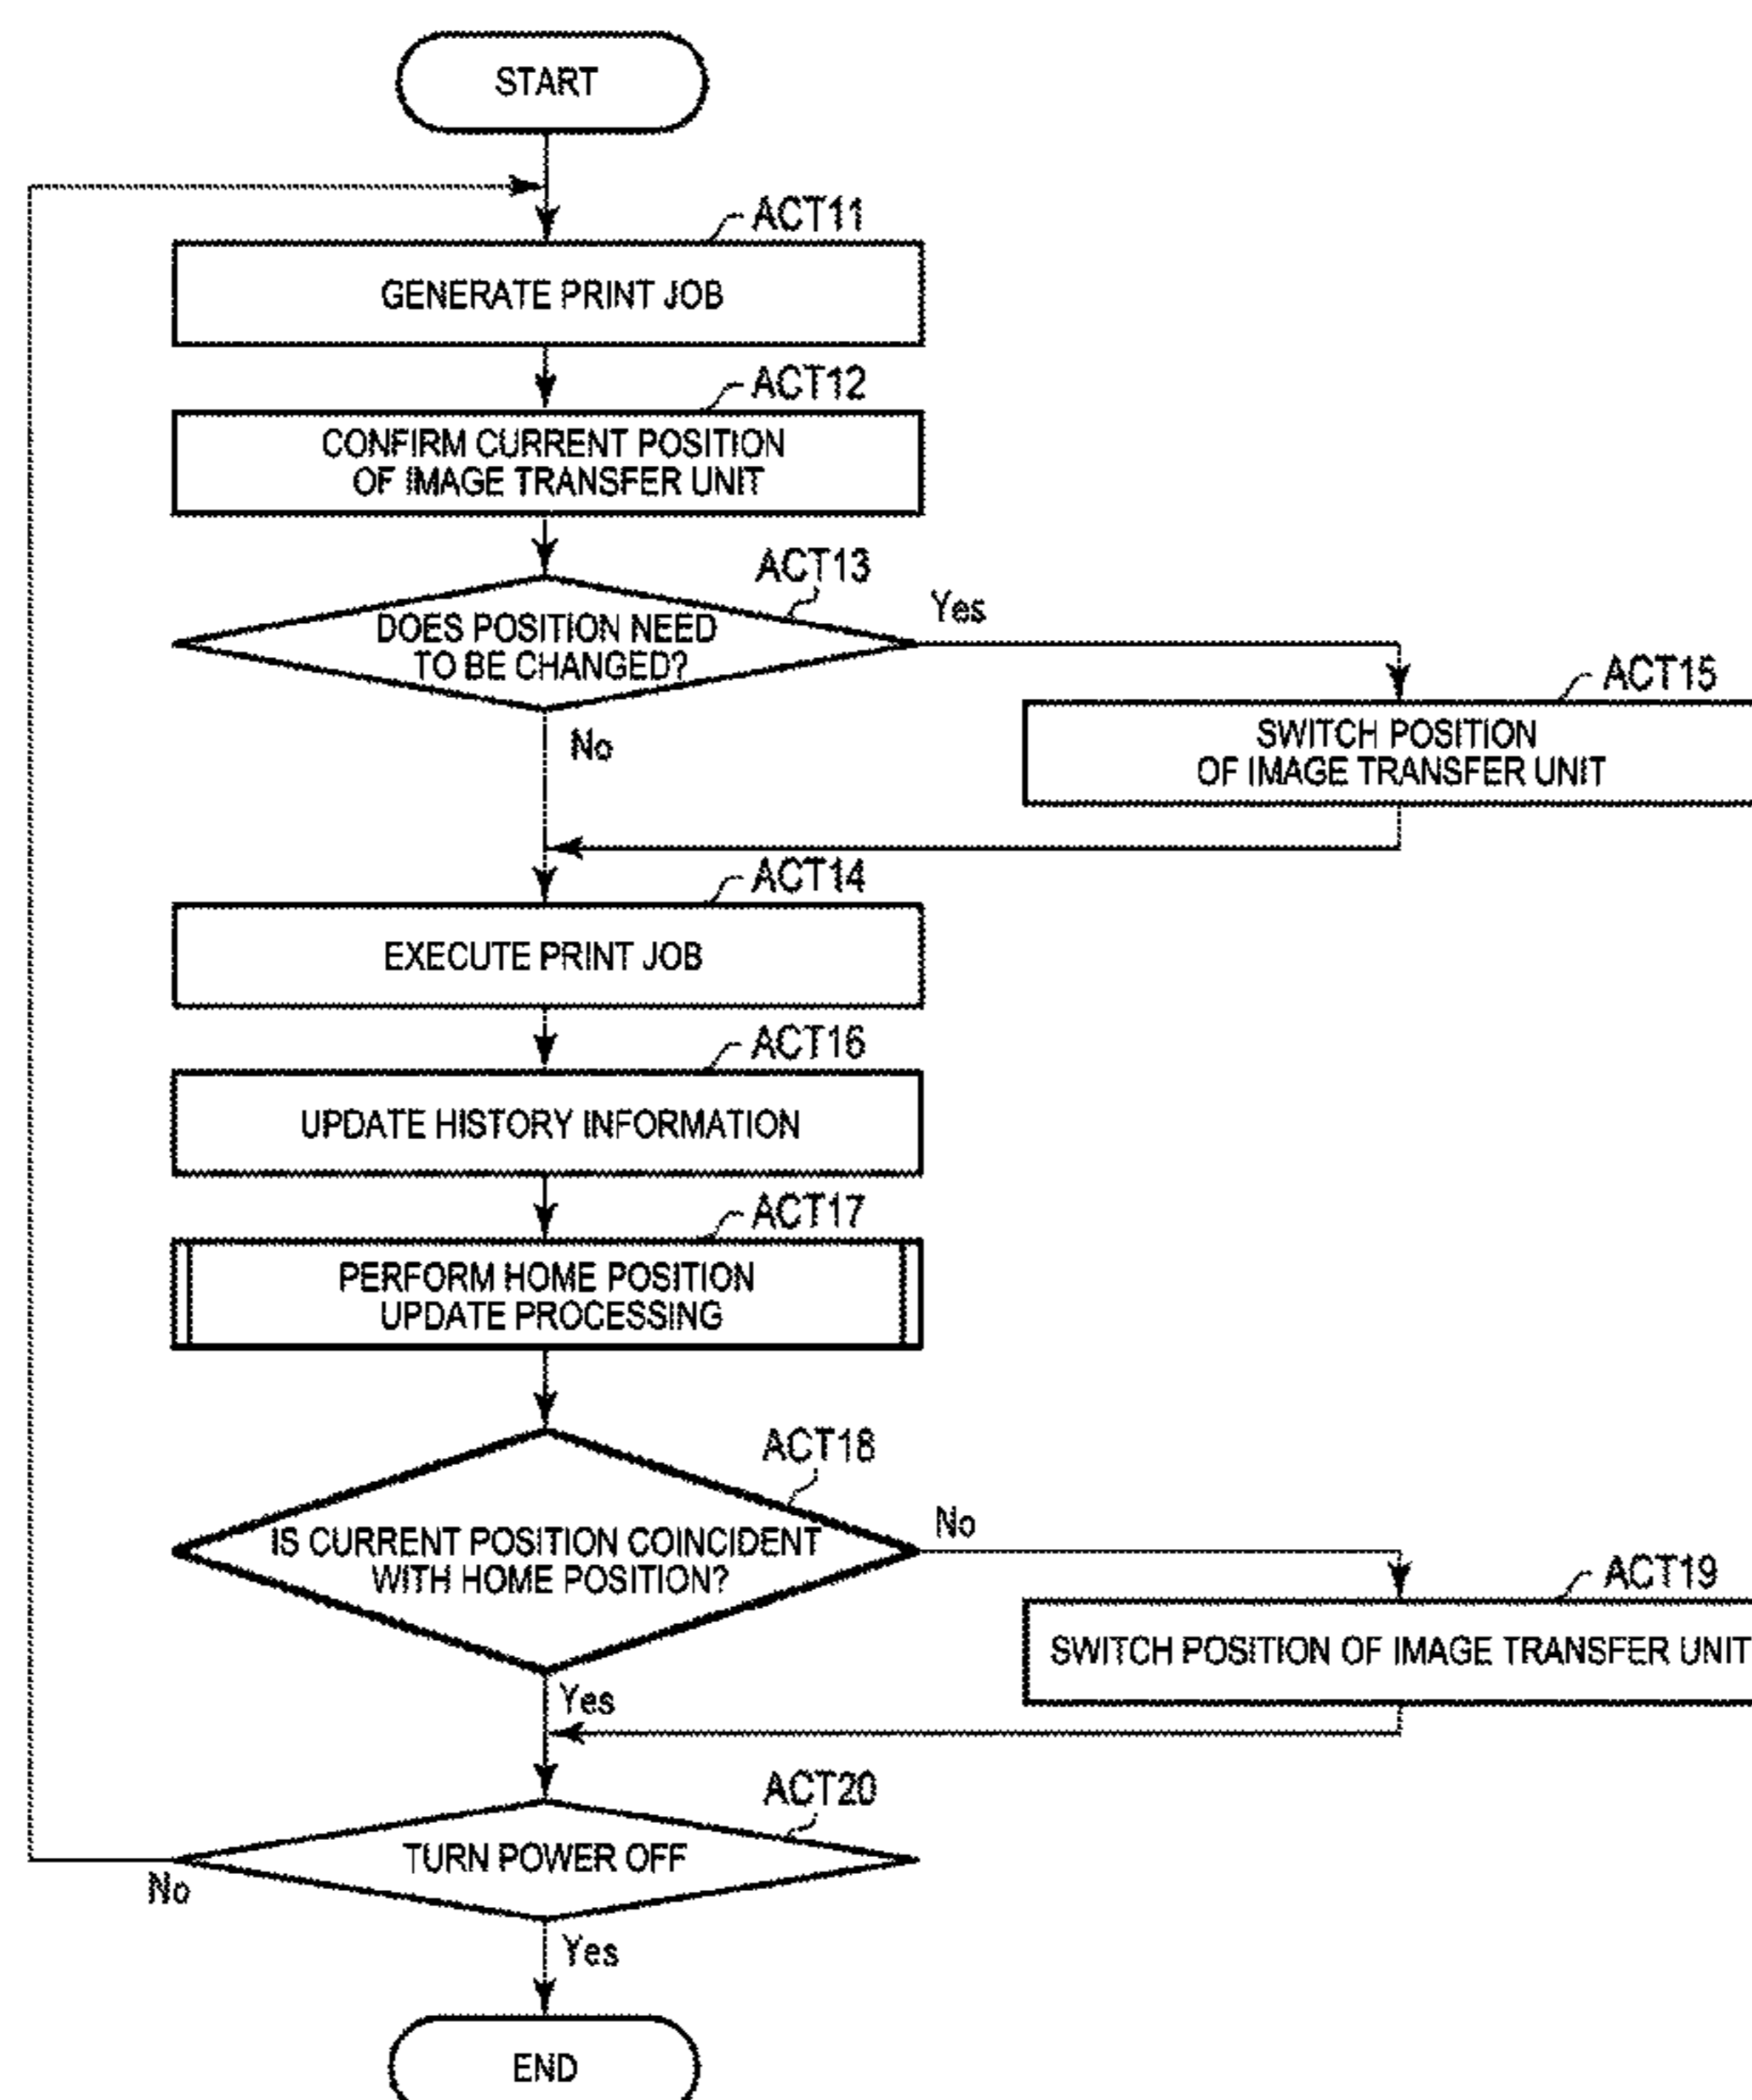 START
ACT11
GENERATE PRINT JOB
ACT12
CONFIRM CURRENT POSITION
OF IMAGE TRANSFER UNIT
ACT13
DOES POSITION NEED
TO BE CHANGED?
Yes
No
ACT15
SWITCH POSITION
OF IMAGE TRANSFER UNIT
ACT14
EXECUTE PRINT JOB
ACT16
UPDATE HISTORY INFORMATION
ACT17
PERFORM HOME POSITION
UPDATE PROCESSING
ACT18
IS CURRENT POSITION COINCIDENT
WITH HOME POSITION?
No
Yes
ACT19
SWITCH POSITION OF IMAGE TRANSFER UNIT
ACT20
TURN POWER OFF
No
Yes
END